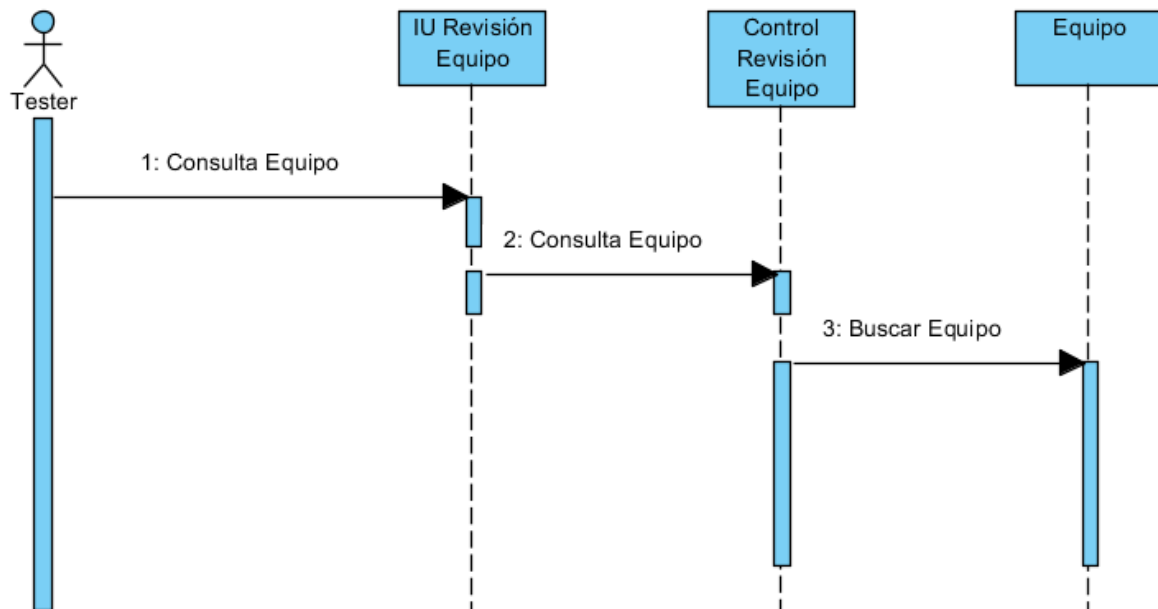 IU Revisión
Equipo
Control
Revisión
Equipo
Equipo
Tester
1: Consulta Equipo
2: Consulta Equipo
3: Buscar Equipo